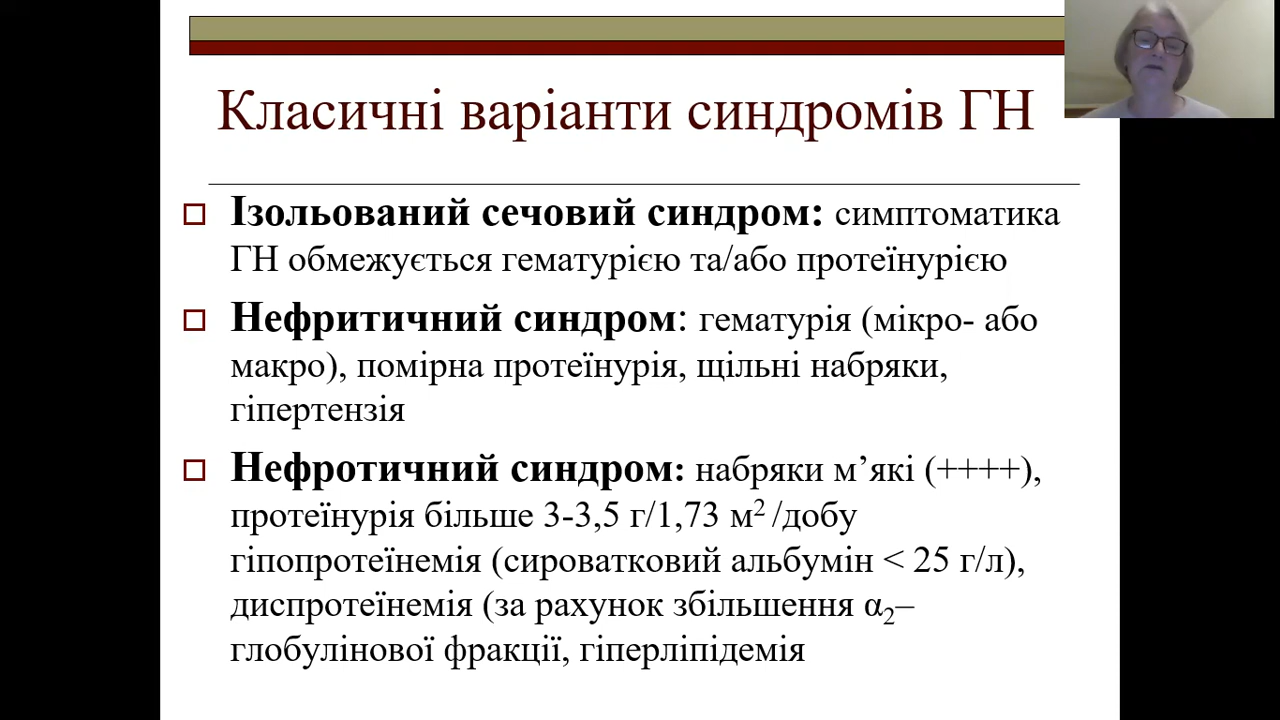 Класичні варіанти синдромів ГН
Ізольований сечовий синдром: симптоматика
ГН обмежується гематурією та/або протеїнурією
Нефритичний синдром: гематурія (мікро- або
макро), помірна протеїнурія, щільні набряки,
гіпертензія
Нефротичний синдром: набряки м’які (++++),
протеїнурія більше 3-3,5 г/1,73 м² /добу
гіпопротеїнемія (сироватковий альбумін < 25 г/л),
диспротеїнемія (за рахунок збільшення α₂–
глобулінової фракції, гіперліпідемія